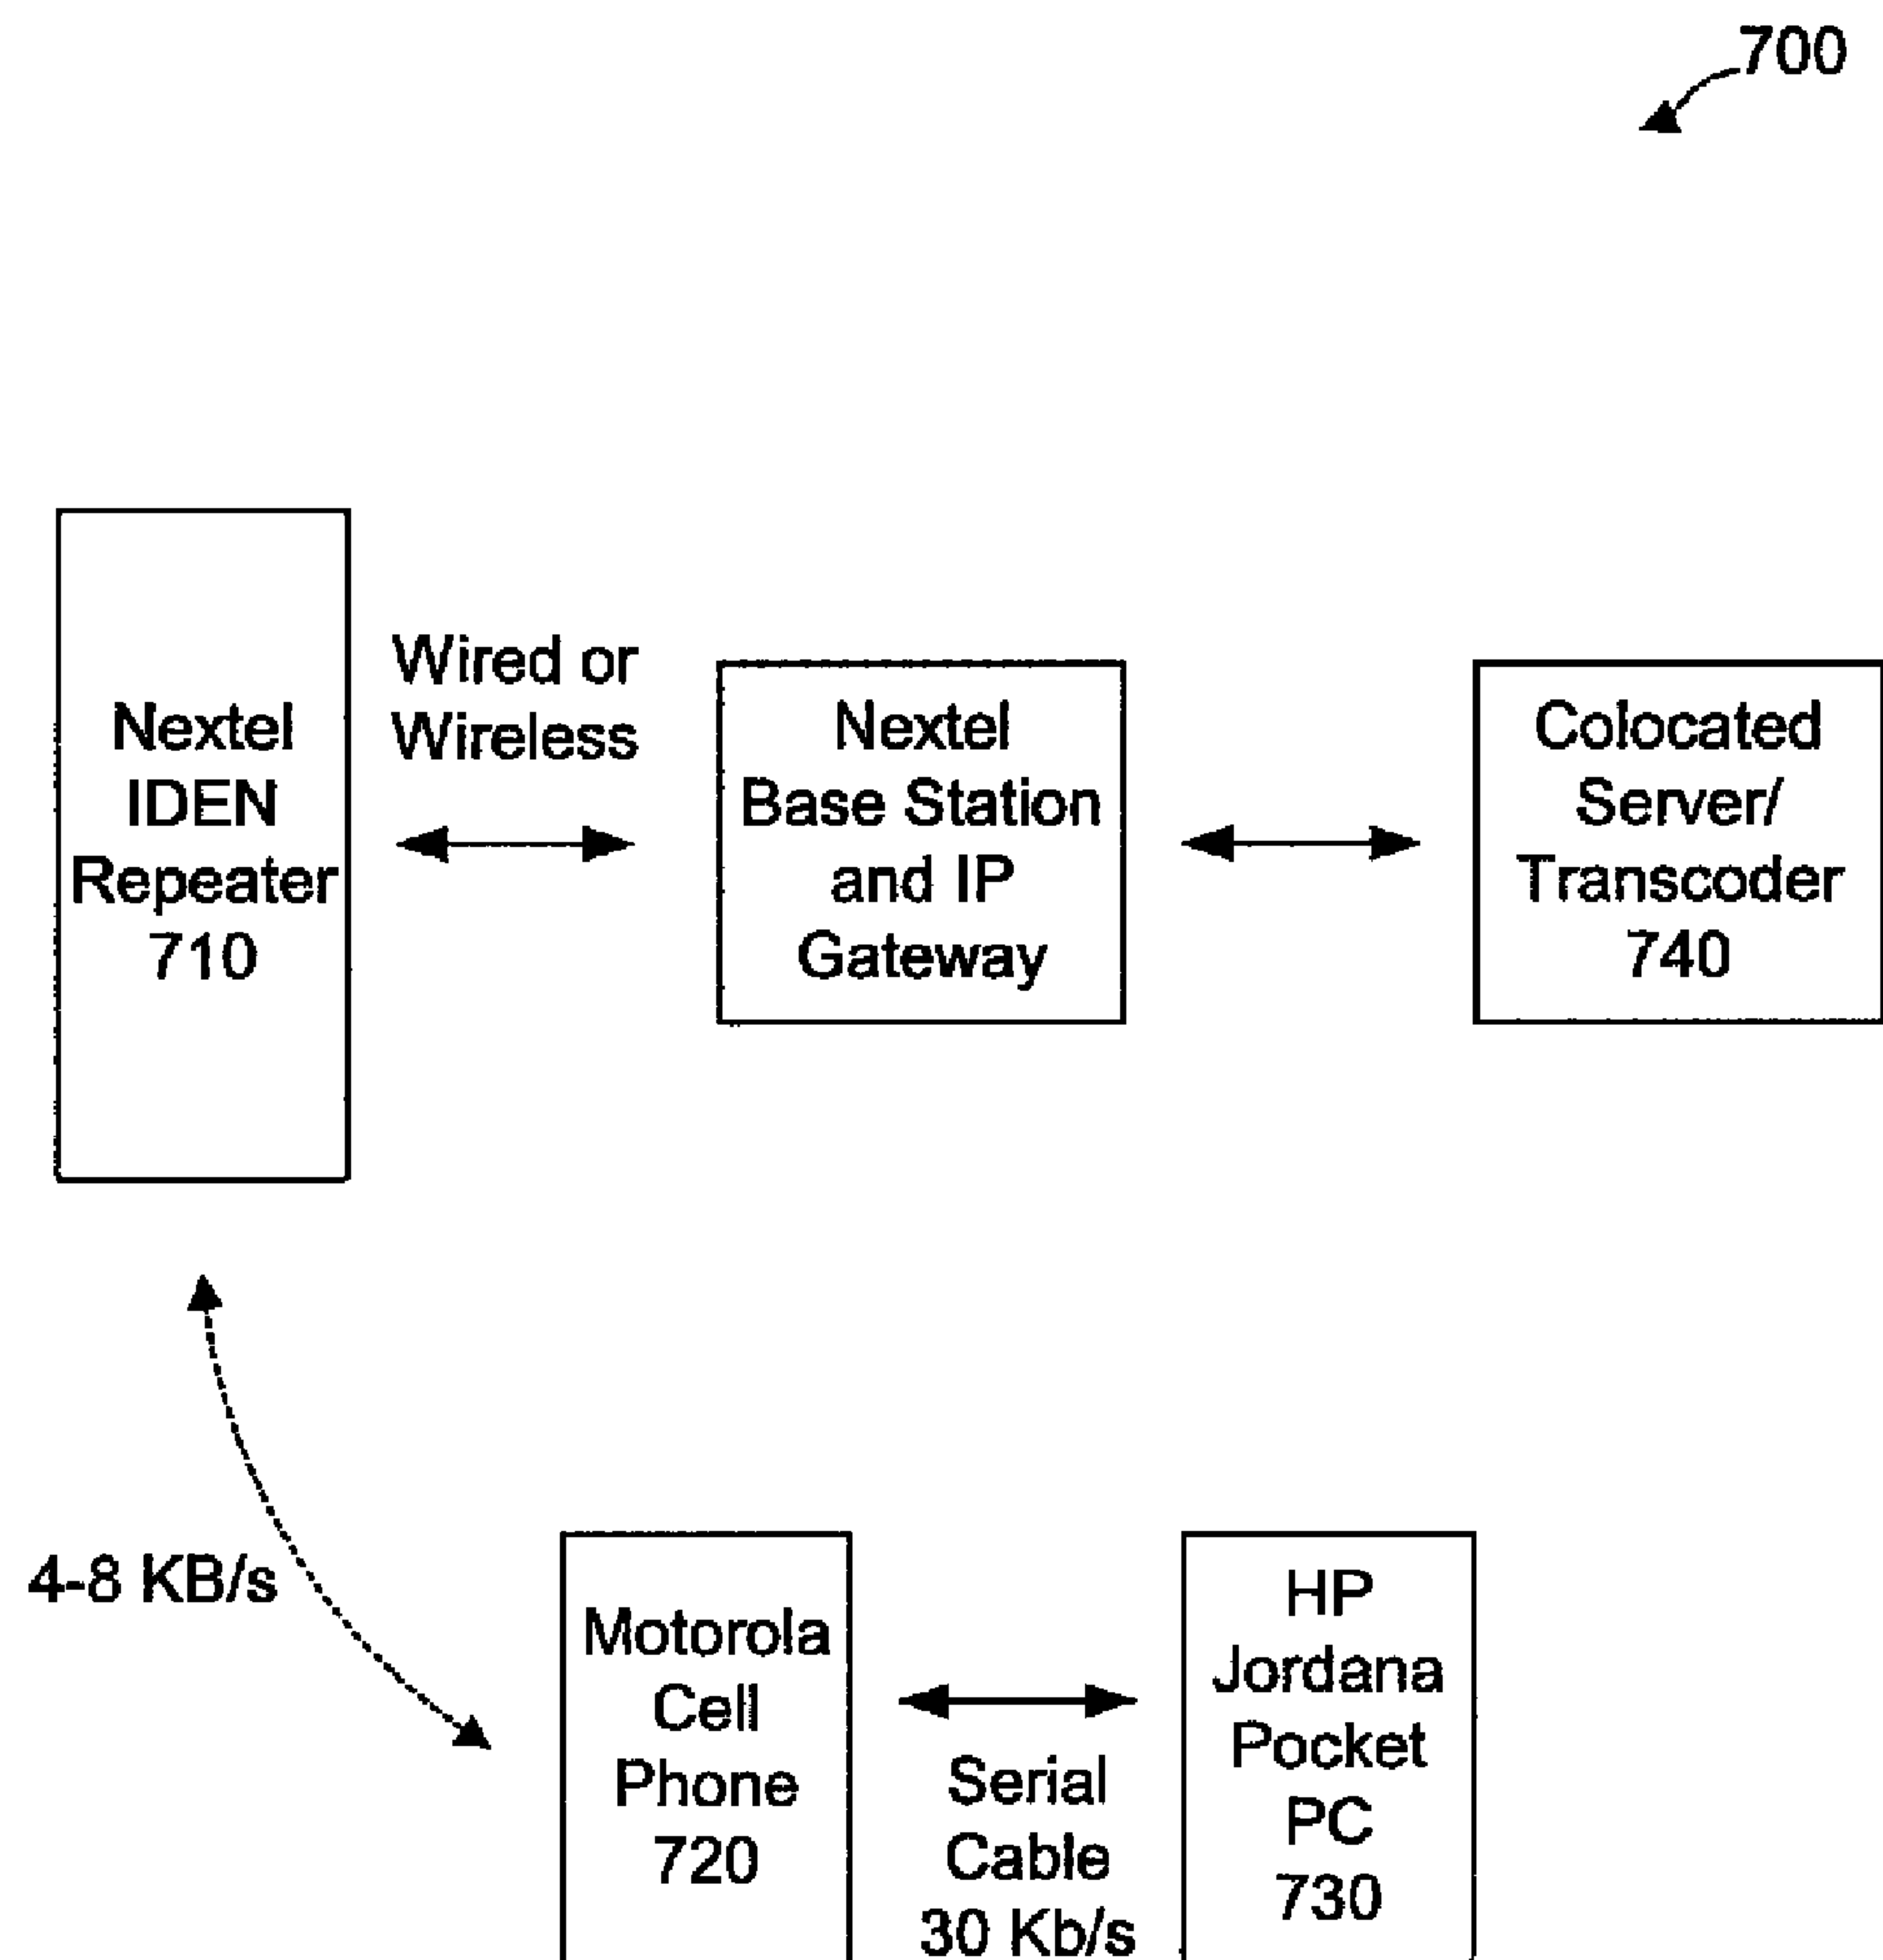 700
Nextel
IDEN
Repeater
710
Wired or
Wireless
Nextel
Base Station
and IP
Gateway
Colocated
Server/
Transcoder
740
4-8 KB/s
Motorola
Cell
Phone
720
Serial
Cable
30 Kb/s
HP
Jordana
Pocket
PC
730